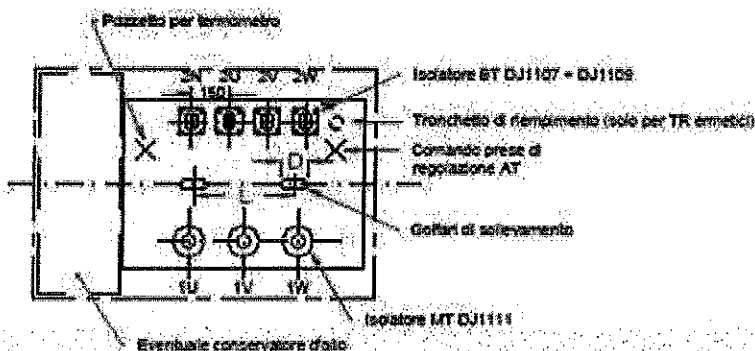 Pozzetto per termometro
2N 2U 2V 2W
150
Isolatore BT DJ1107 ÷ DJ1109
Tronchetto di riempimento (solo per TR ermetici)
Comando prese di
regolazione AT
D
Golfari di sollevamento
1U 1V 1W
Isolatore MT DJ1111
Eventuale conservatore d'olio